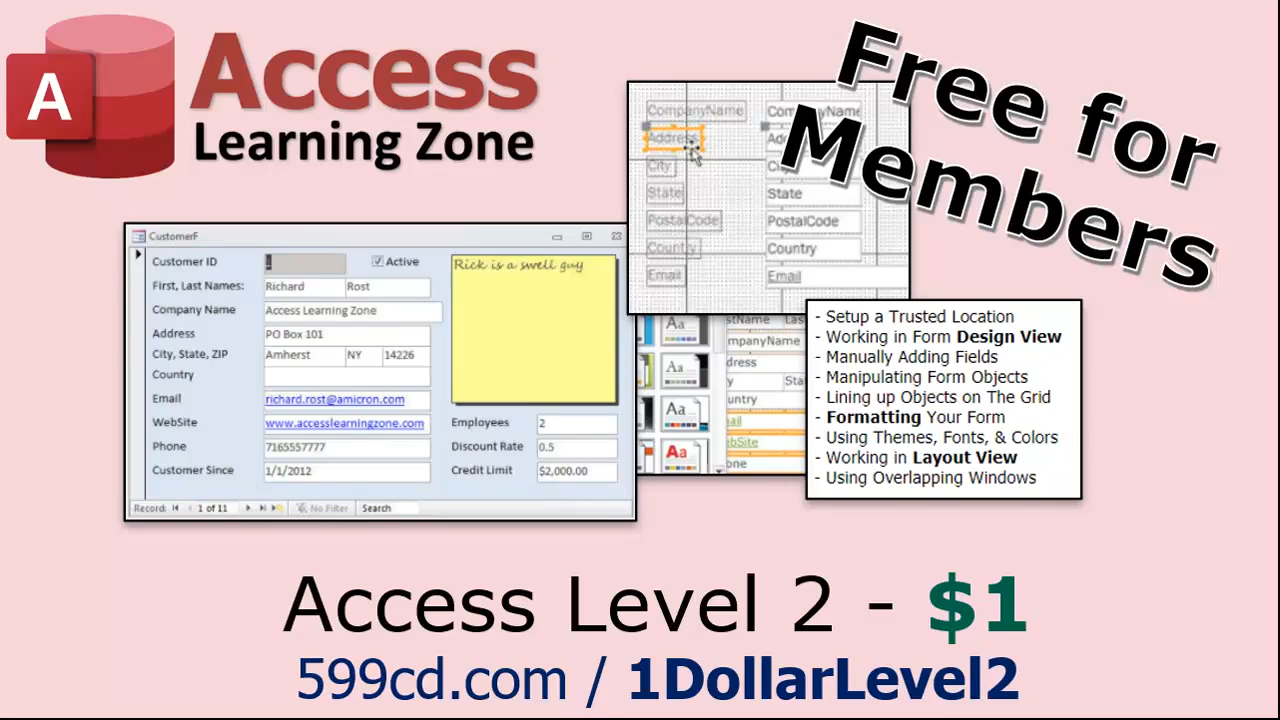 A
Access
Learning Zone
Free for
Members
CompanyName
CompanyName
Address
City
State
State
PostalCode
PostalCode
Country
Country
Email
Email
CustomerF
Customer ID
Active
First, Last Names:
Richard
Rost
Company Name
Access Learning Zone
Address
PO Box 101
City, State, ZIP
Amherst
NY
14226
Country
Email
richard.rost@amicron.com
WebSite
www.accesslearningzone.com
Phone
7165557777
Customer Since
1/1/2012
Rick is a swell guy
Employees
2
Discount Rate
0.5
Credit Limit
$2,000.00
Record:
1 of 11
No Filter
Search
Aa
Aa
Aa
Aa
- Setup a Trusted Location
- Working in Form Design View
- Manually Adding Fields
- Manipulating Form Objects
- Lining up Objects on The Grid
- Formatting Your Form
- Using Themes, Fonts, & Colors
- Working in Layout View
- Using Overlapping Windows
Access Level 2 - $1
599cd.com / 1DollarLevel2